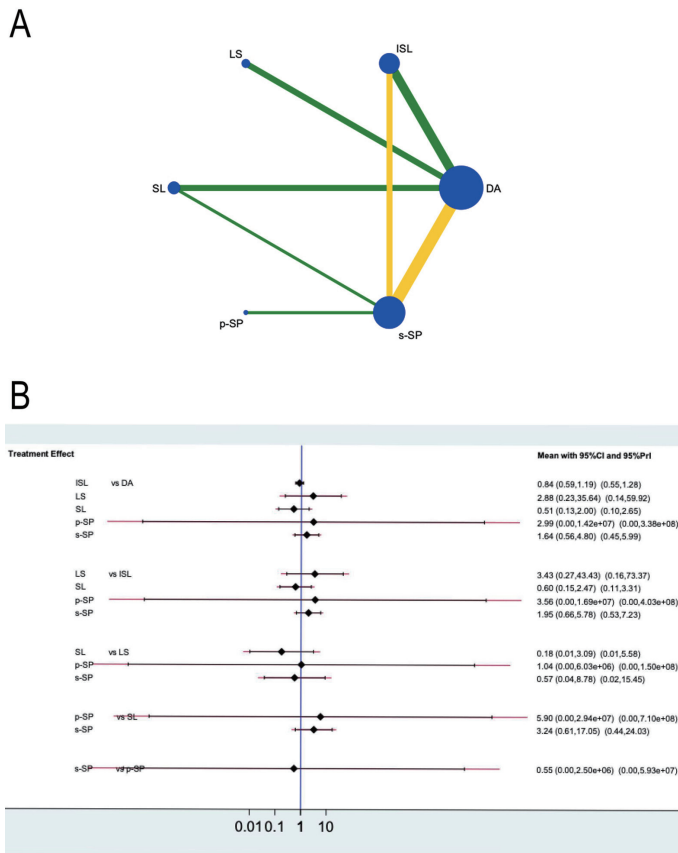 A
LS
ISL
SL
DA
p-SP
s-SP
B
Treatment Effect Mean with 95%CI and 95%PrI
ISL vs DA 0.84 (0.59,1.19) (0.55,1.28)
LS 2.88 (0.23,35.64) (0.14,59.92)
SL 0.51 (0.13,2.00) (0.10,2.65)
p-SP 2.99 (0.00,1.42e+07) (0.00,3.38e+08)
s-SP 1.64 (0.56,4.80) (0.45,5.99)
LS vs ISL 3.43 (0.27,43.43) (0.16,73.37)
SL 0.60 (0.15,2.47) (0.11,3.31)
p-SP 3.56 (0.00,1.69e+07) (0.00,4.03e+08)
s-SP 1.95 (0.66,5.78) (0.53,7.23)
SL vs LS 0.18 (0.01,3.09) (0.01,5.58)
p-SP 1.04 (0.00,6.03e+06) (0.00,1.50e+08)
s-SP 0.57 (0.04,8.78) (0.02,15.45)
p-SP vs SL 5.90 (0.00,2.94e+07) (0.00,7.10e+08)
s-SP 3.24 (0.61,17.05) (0.44,24.03)
s-SP vs p-SP 0.55 (0.00,2.50e+06) (0.00,5.93e+07)
0.01 0.1 1 10